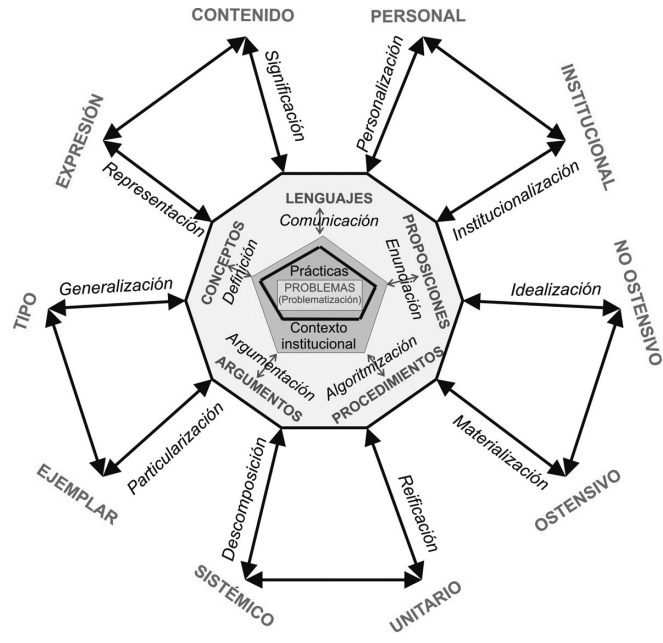 CONTENIDO
PERSONAL
EXPRESIÓN
Significación
Personalización
INSTITUCIONAL
Representación
Institucionalización
LENGUAJES
Comunicación
CONCEPTOS
Definición
PROPOSICIONES
Enunciación
Prácticas
PROBLEMAS
(Problematización)
Contexto
institucional
TIPO
Generalización
Idealización
NO OSTENSIVO
Argumentación
ARGUMENTOS
Algoritmización
PROCEDIMIENTOS
EJEMPLAR
Particularización
Materialización
OSTENSIVO
Descomposición
Reificación
SISTÉMICO
UNITARIO